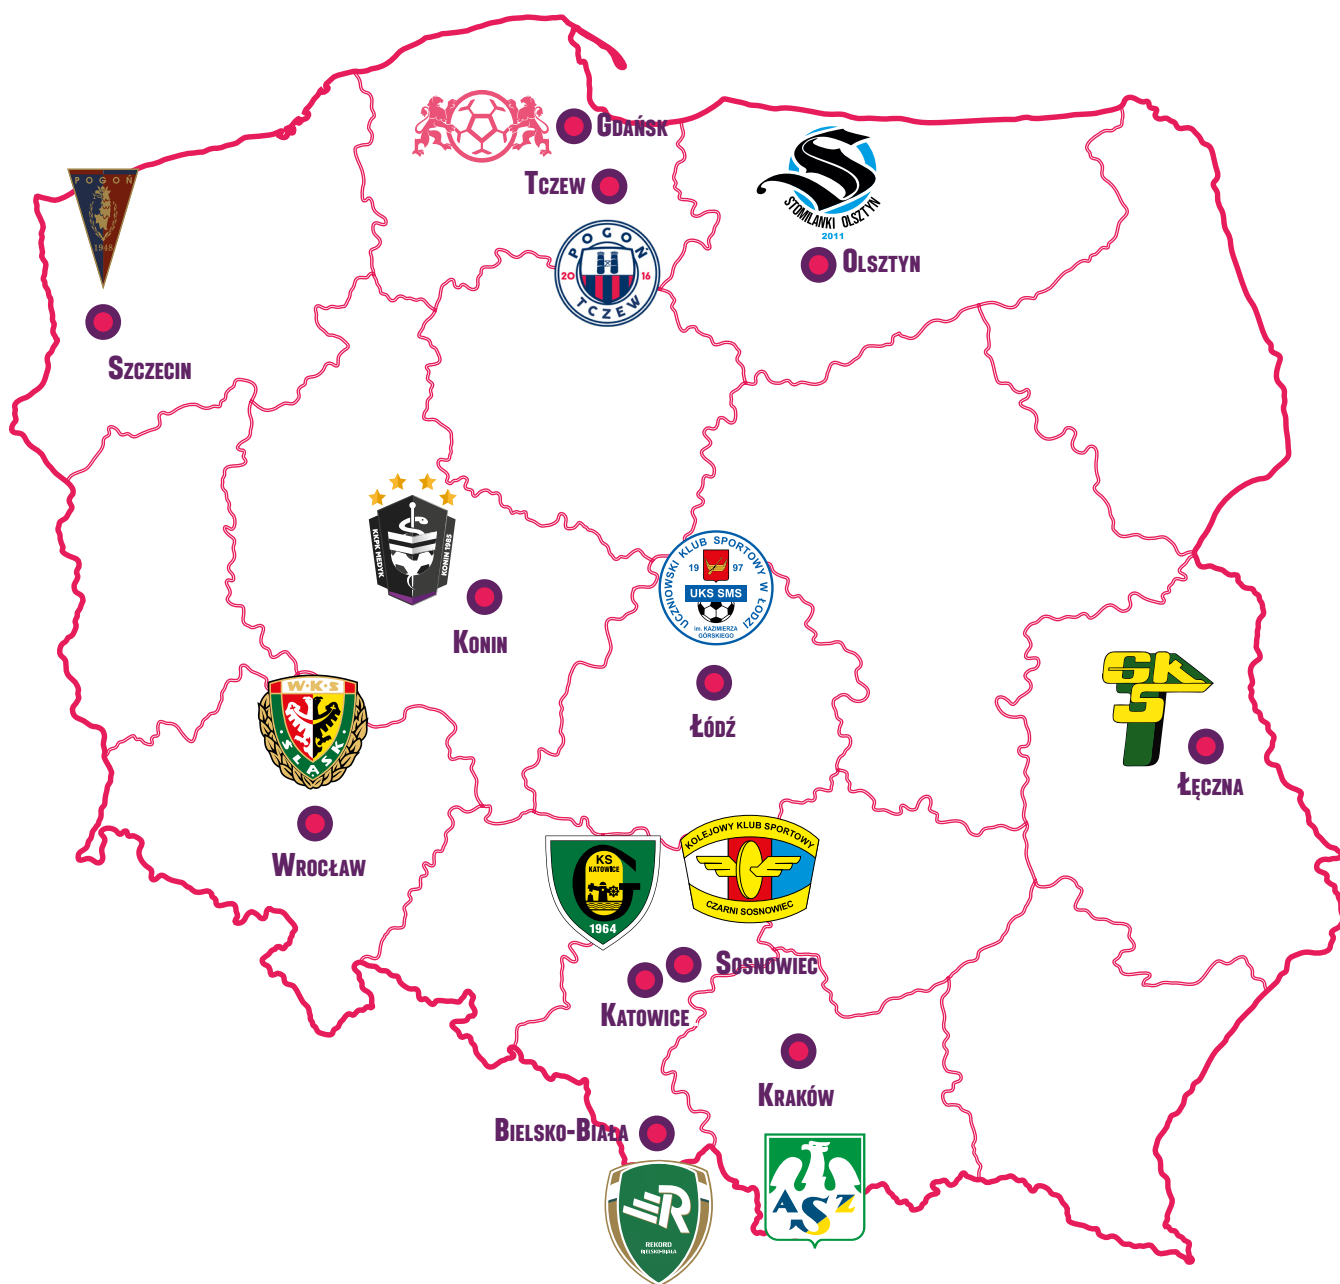 Gdańsk
Tczew
POGOŃ
1948
STOMILANKI OLSZTYN
2011
POGOŃ
20 16
TCZEW
Olsztyn
Szczecin
KKPK MEDYK
KONIN 1985
UCZNIOWSKI KLUB SPORTOWY W ŁODZI
19 97
UKS SMS
im. KAZIMIERZA
GÓRSKIEGO
Konin
GKS
W·K·S
ŚLĄSK
Łódź
Łęczna
Wrocław
KS
KATOWICE
G
1964
KOLEJOWY KLUB SPORTOWY
CZARNI SOSNOWIEC
Sosnowiec
Katowice
Kraków
Bielsko-Biała
AZS
R
REKORD
BIELSKO-BIAŁA